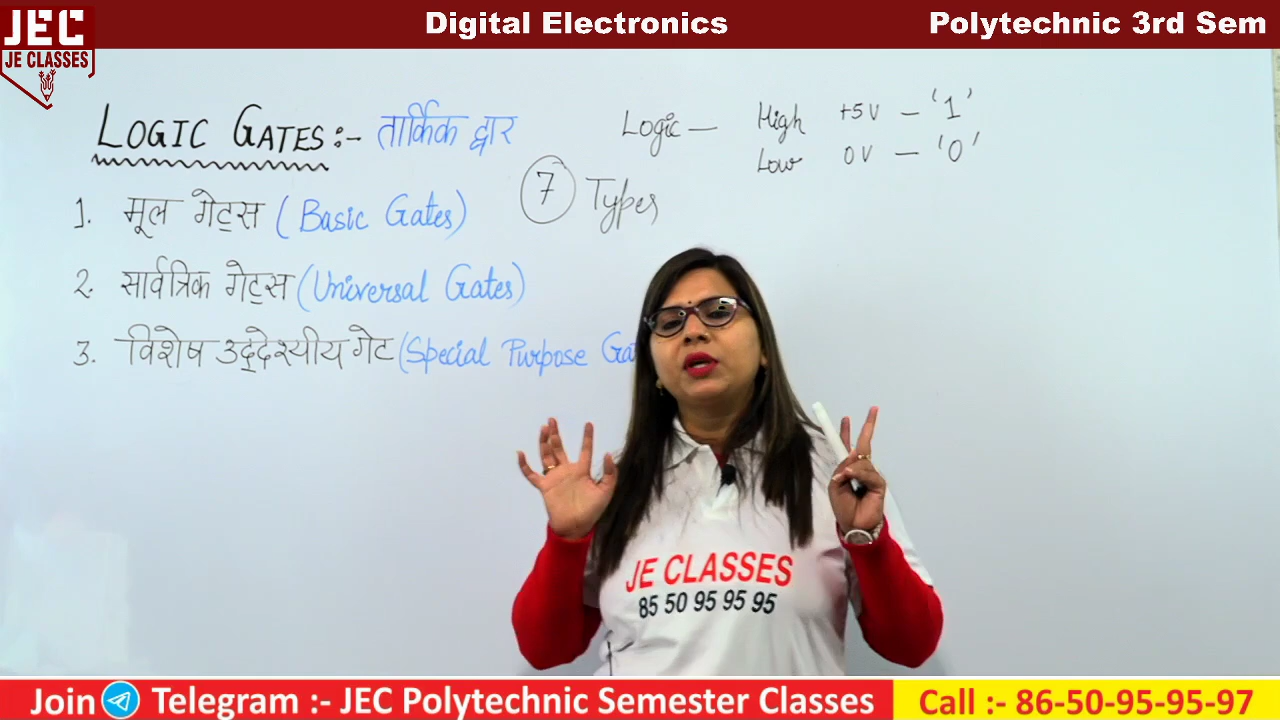 JEC
JE CLASSES
Digital Electronics
Polytechnic 3rd Sem
LOGIC GATES:- तार्किक द्वार
Logic — High +5V — '1'
Low 0V — '0'
7 Types
1. मूल गेट्स (Basic Gates)
2. सार्वत्रिक गेट्स (Universal Gates)
3. विशेष उद्देश्यीय गेट (Special Purpose Gat
JE CLASSES
85 50 95 95 95
Join Telegram :- JEC Polytechnic Semester Classes
Call :- 86-50-95-95-97